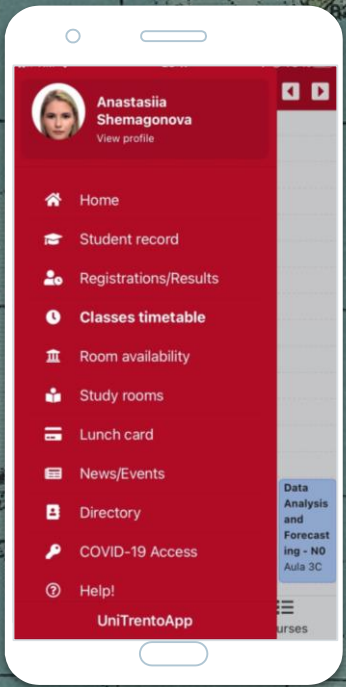 Anastasiia
Shemagonova
View profile
Home
Student record
Registrations/Results
Classes timetable
Room availability
Study rooms
Lunch card
News/Events
Directory
COVID-19 Access
Help!
UniTrentoApp
Data
Analysis
and
Forecast
ing - N0
Aula 3C
urses